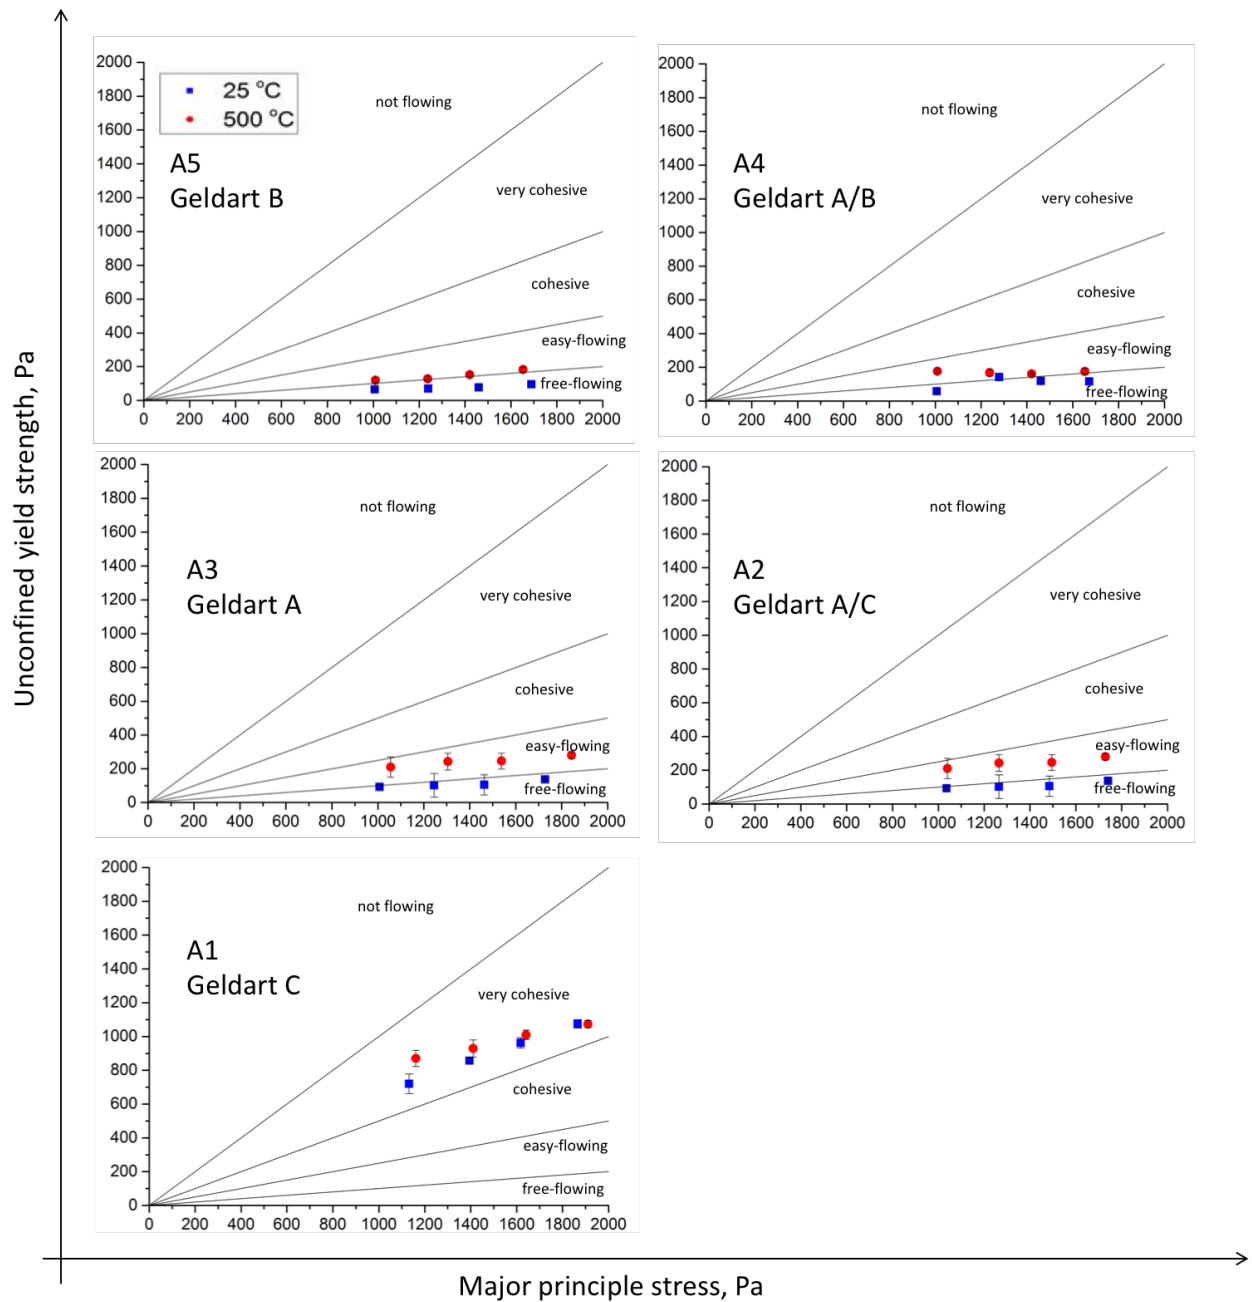 Unconfined yield strength, Pa
2000
1800
1600
1400
1200
1000
800
600
400
200
0
25 °C
500 °C
A5
Geldart B
not flowing
very cohesive
cohesive
easy-flowing
free-flowing
0 200 400 600 800 1000 1200 1400 1600 1800 2000
2000
1800
1600
1400
1200
1000
800
600
400
200
0
A4
Geldart A/B
not flowing
very cohesive
cohesive
easy-flowing
free-flowing
0 200 400 600 800 1000 1200 1400 1600 1800 2000
2000
1800
1600
1400
1200
1000
800
600
400
200
0
A3
Geldart A
not flowing
very cohesive
cohesive
easy-flowing
free-flowing
0 200 400 600 800 1000 1200 1400 1600 1800 2000
2000
1800
1600
1400
1200
1000
800
600
400
200
0
A2
Geldart A/C
not flowing
very cohesive
cohesive
easy-flowing
free-flowing
0 200 400 600 800 1000 1200 1400 1600 1800 2000
2000
1800
1600
1400
1200
1000
800
600
400
200
0
A1
Geldart C
not flowing
very cohesive
cohesive
easy-flowing
free-flowing
0 200 400 600 800 1000 1200 1400 1600 1800 2000
Major principle stress, Pa